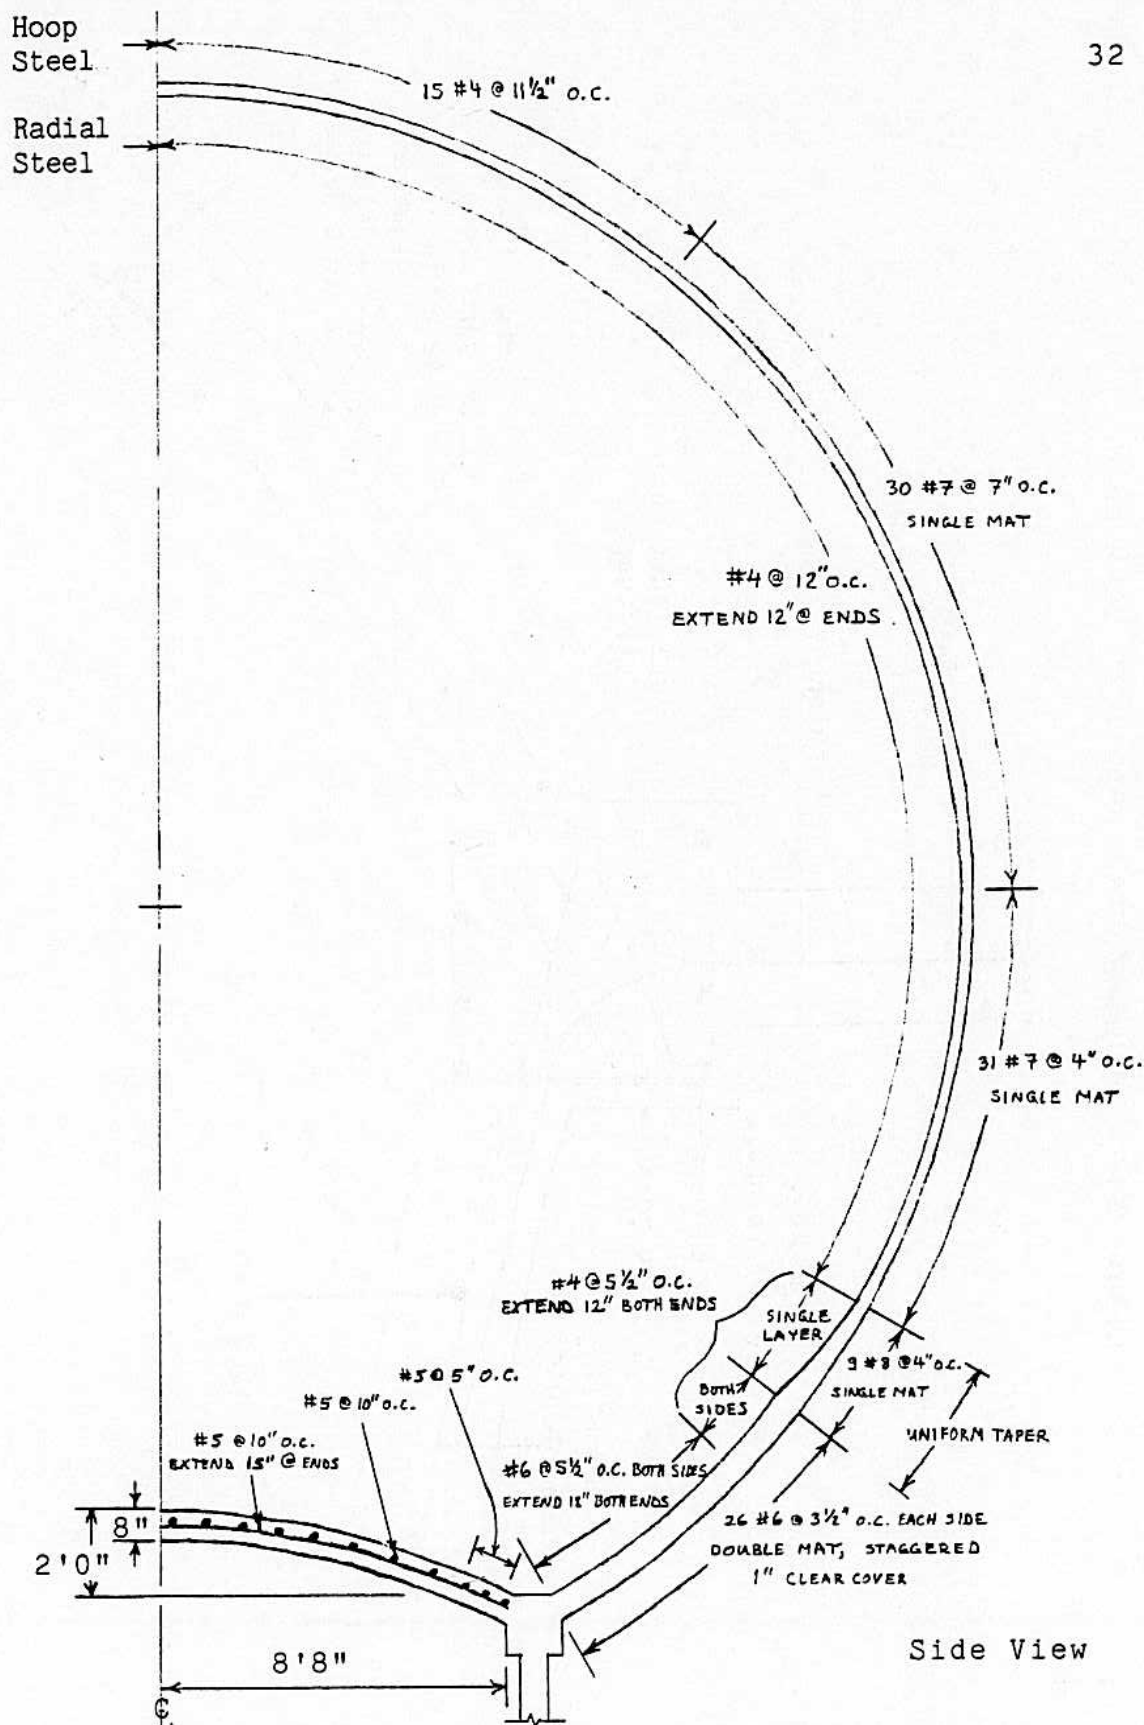 Hoop
Steel
32
15 #4 @ 11½" O.C.
Radial
Steel
30 #7 @ 7" O.C.
SINGLE MAT
#4 @ 12" O.C.
EXTEND 12" @ ENDS
31 #7 @ 4" O.C.
SINGLE MAT
#4 @ 5½" O.C.
EXTEND 12" BOTH ENDS
SINGLE
LAYER
9 #8 @ 4" O.C.
SINGLE MAT
BOTH
SIDES
UNIFORM TAPER
#5 @ 5" O.C.
#5 @ 10" O.C.
#5 @ 10" O.C.
EXTEND 15" @ ENDS
#6 @ 5½" O.C. BOTH SIDES
EXTEND 18" BOTH ENDS
26 #6 @ 3½" O.C. EACH SIDE
DOUBLE MAT, STAGGERED
1" CLEAR COVER
8"
2'0"
8'8"
Side View
℄